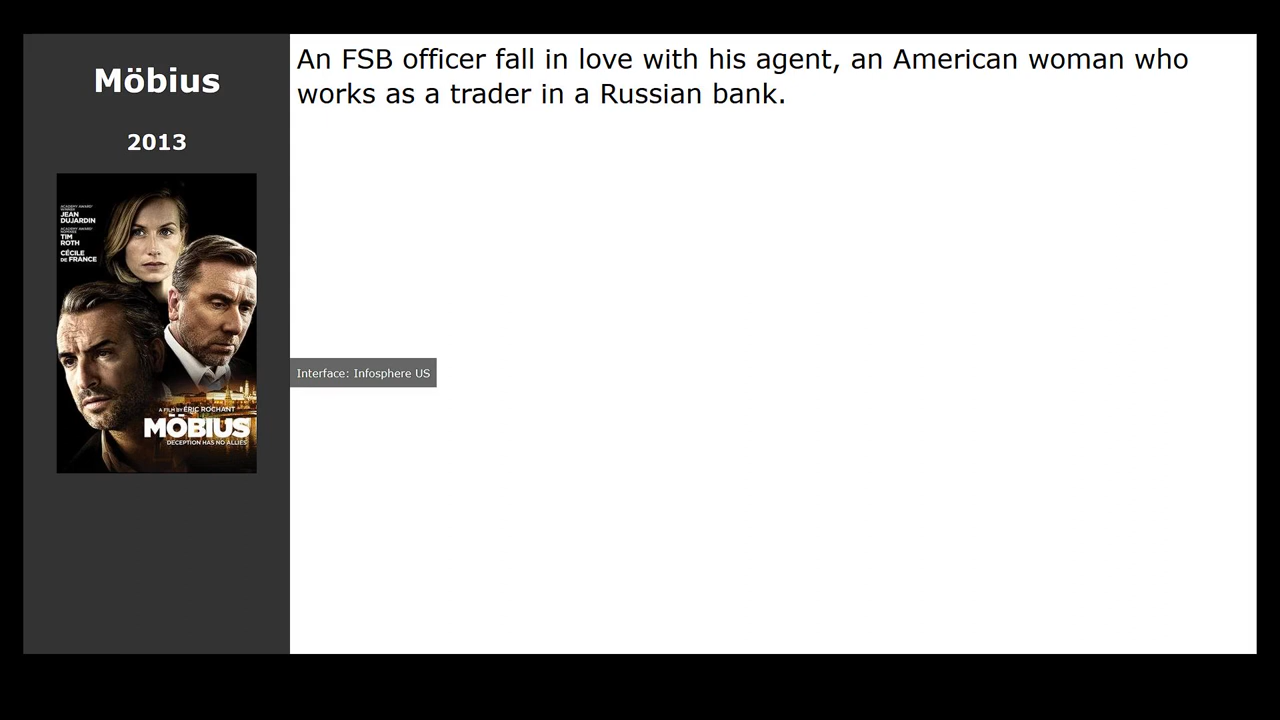 Möbius
2013
An FSB officer fall in love with his agent, an American woman who
works as a trader in a Russian bank.
ACADEMY AWARD®
WINNER
JEAN
DUJARDIN
ACADEMY AWARD®
NOMINEE
TIM
ROTH
CÉCILE
DE FRANCE
A FILM BY ERIC ROCHANT
MÖBIUS
DECEPTION HAS NO ALLIES
Interface: Infosphere US